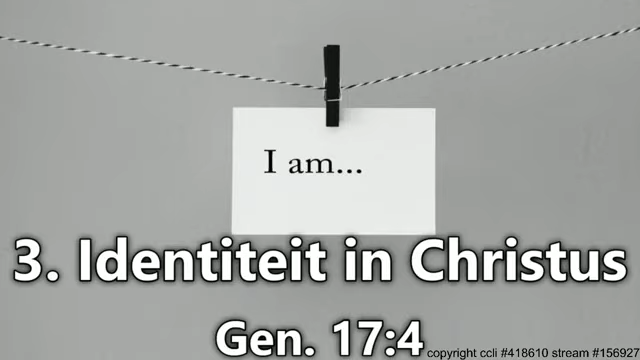 I am...
3. Identiteit in Christus
Gen. 17:4
copyright ccli #418610 stream #156927